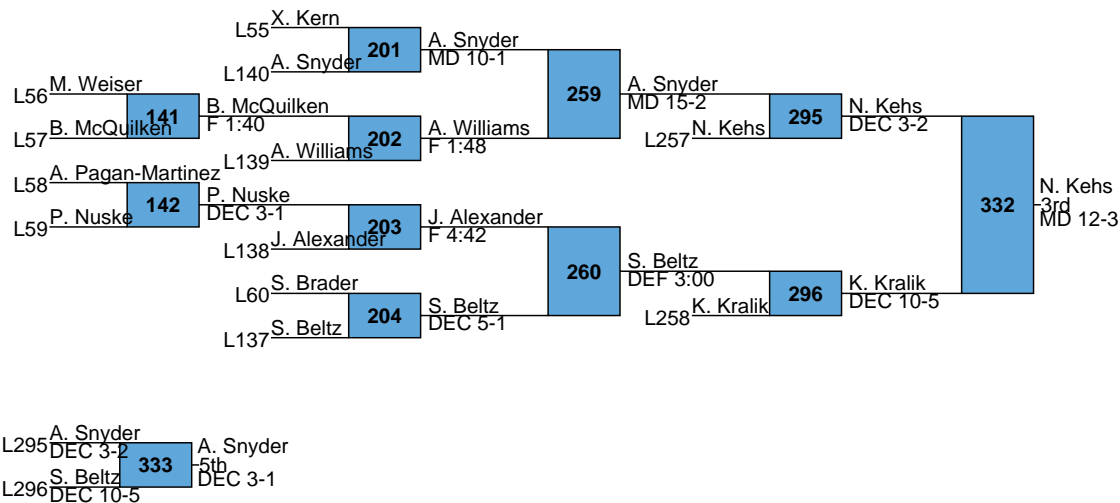 X. Kern
L55
201
A. Snyder
MD 10-1
A. Snyder
L140
M. Weiser
L56
141
B. McQuilken
F 1:40
B. McQuilken
L57
259
A. Snyder
MD 15-2
202
A. Williams
F 1:48
A. Williams
L139
295
N. Kehs
DEC 3-2
N. Kehs
L257
A. Pagan-Martinez
L58
142
P. Nuske
DEC 3-1
P. Nuske
L59
203
J. Alexander
F 4:42
J. Alexander
L138
332
N. Kehs
3rd
MD 12-3
260
S. Beltz
DEF 3:00
S. Brader
L60
204
S. Beltz
DEC 5-1
S. Beltz
L137
296
K. Kralik
DEC 10-5
K. Kralik
L258
L295
A. Snyder
DEC 3-2
333
A. Snyder
5th
DEC 3-1
L296
S. Beltz
DEC 10-5